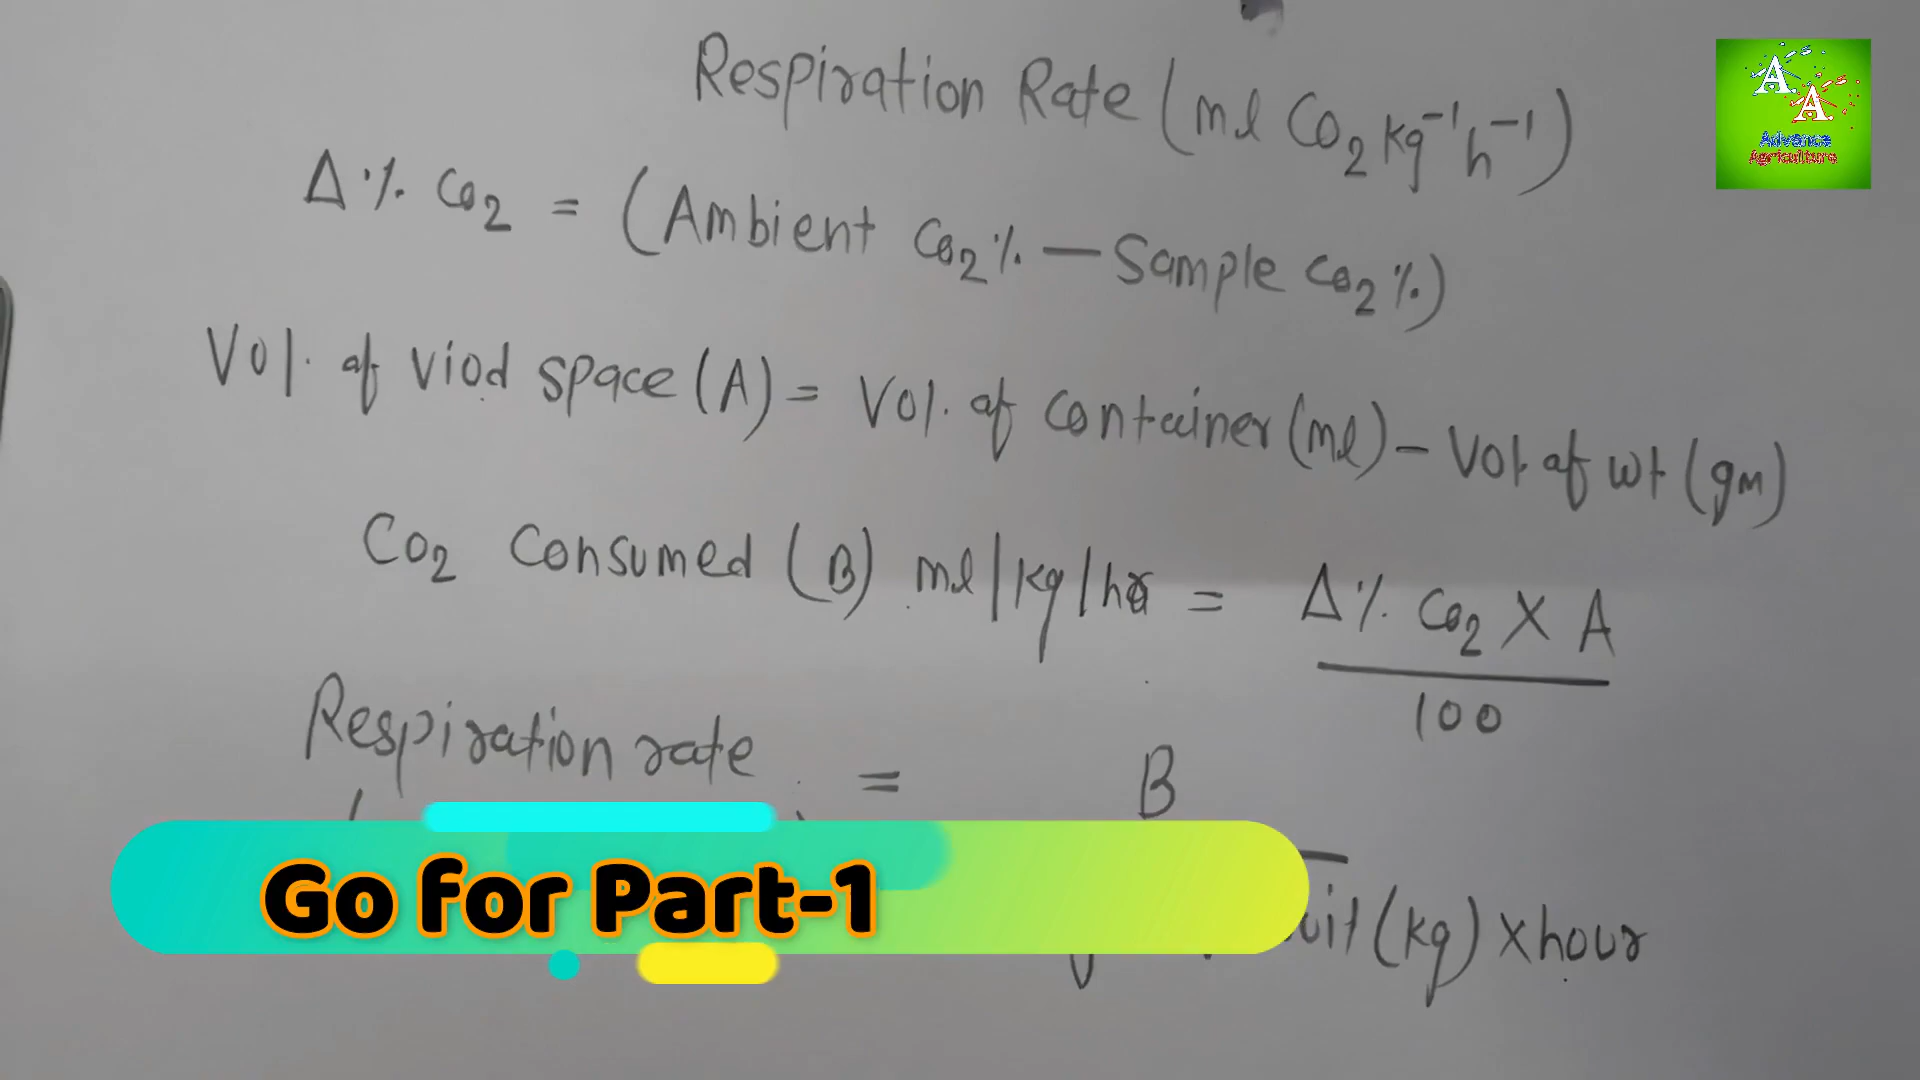 Respiration Rate (ml CO2 kg⁻¹ h⁻¹)
A A
Advance
Agriculture
Δ% CO2 = (Ambient CO2% – Sample CO2%)
Vol. of Viod space (A) = Vol. of Container (ml) – Vol. of wt (gm)
CO2 Consumed (B) ml/kg/hr = Δ% CO2 X A
100
Respiration rate = B
Go for Part-1
(kg) X hour